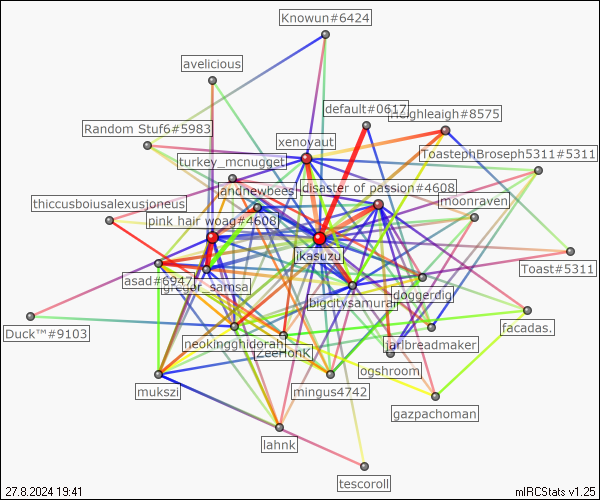 Knowun#6424
avelicious
default#0617
Heighleigh#8575
Random Stuf6#5983
xenoyaut
ToastephBroseph5311#5311
turkey_mcnugget
andnewbees
disaster of passion#4608
thiccusboiusalexusjoneus
moonraven
pink hair woag#4608
ikasuzu
Toast#5311
asad#6947
gregor_samsa
doggerdig
bigcitysamurai
Duck™#9103
facadas.
neokingghidorah
ZeeHonK
jarlbreadmaker
ogshroom
mukszi
mingus4742
gazpachoman
lahnk
tescoroll
27.8.2024 19:41
mIRCStats v1.25